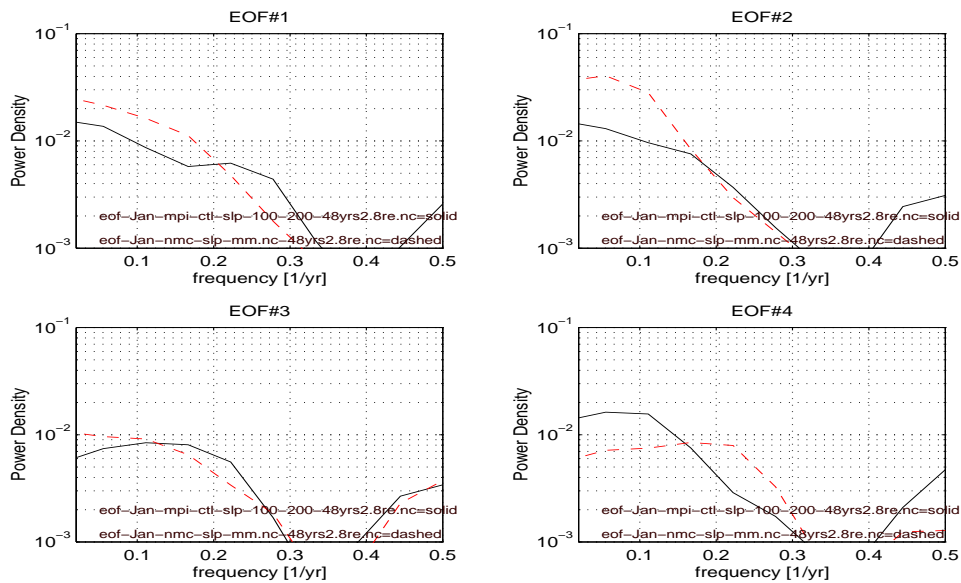 EOF#1
10^-1
10^-2
10^-3
Power Density
eof-Jan-mpi-ctl-slp-100-200-48yrs2.8re.nc=solid
eof-Jan-nmc-slp-mm.nc-48yrs2.8re.nc=dashed
0.1 0.2 0.3 0.4 0.5
frequency [1/yr]
EOF#2
10^-1
10^-2
10^-3
Power Density
eof-Jan-mpi-ctl-slp-100-200-48yrs2.8re.nc=solid
eof-Jan-nmc-slp-mm.nc-48yrs2.8re.nc=dashed
0.1 0.2 0.3 0.4 0.5
frequency [1/yr]
EOF#3
10^-1
10^-2
10^-3
Power Density
eof-Jan-mpi-ctl-slp-100-200-48yrs2.8re.nc=solid
eof-Jan-nmc-slp-mm.nc-48yrs2.8re.nc=dashed
0.1 0.2 0.3 0.4 0.5
frequency [1/yr]
EOF#4
10^-1
10^-2
10^-3
Power Density
eof-Jan-mpi-ctl-slp-100-200-48yrs2.8re.nc=solid
eof-Jan-nmc-slp-mm.nc-48yrs2.8re.nc=dashed
0.1 0.2 0.3 0.4 0.5
frequency [1/yr]